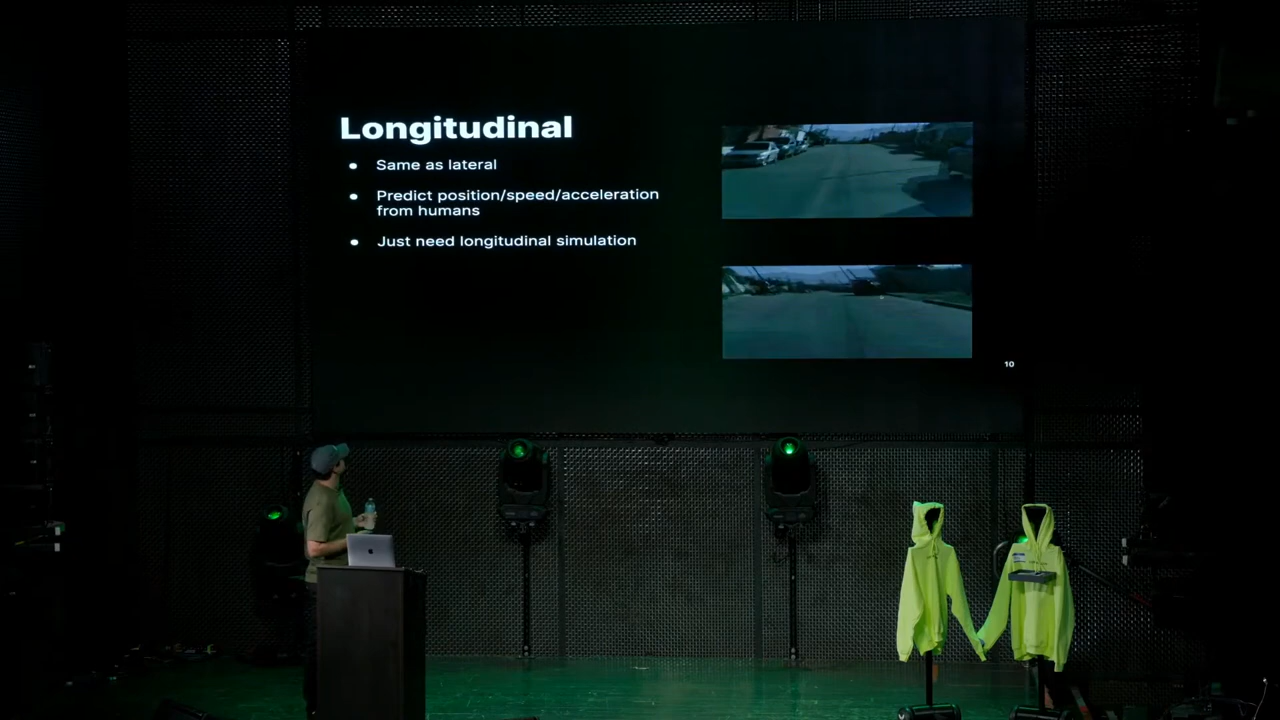 Longitudinal
Same as lateral
Predict position/speed/acceleration
from humans
Just need longitudinal simulation
10